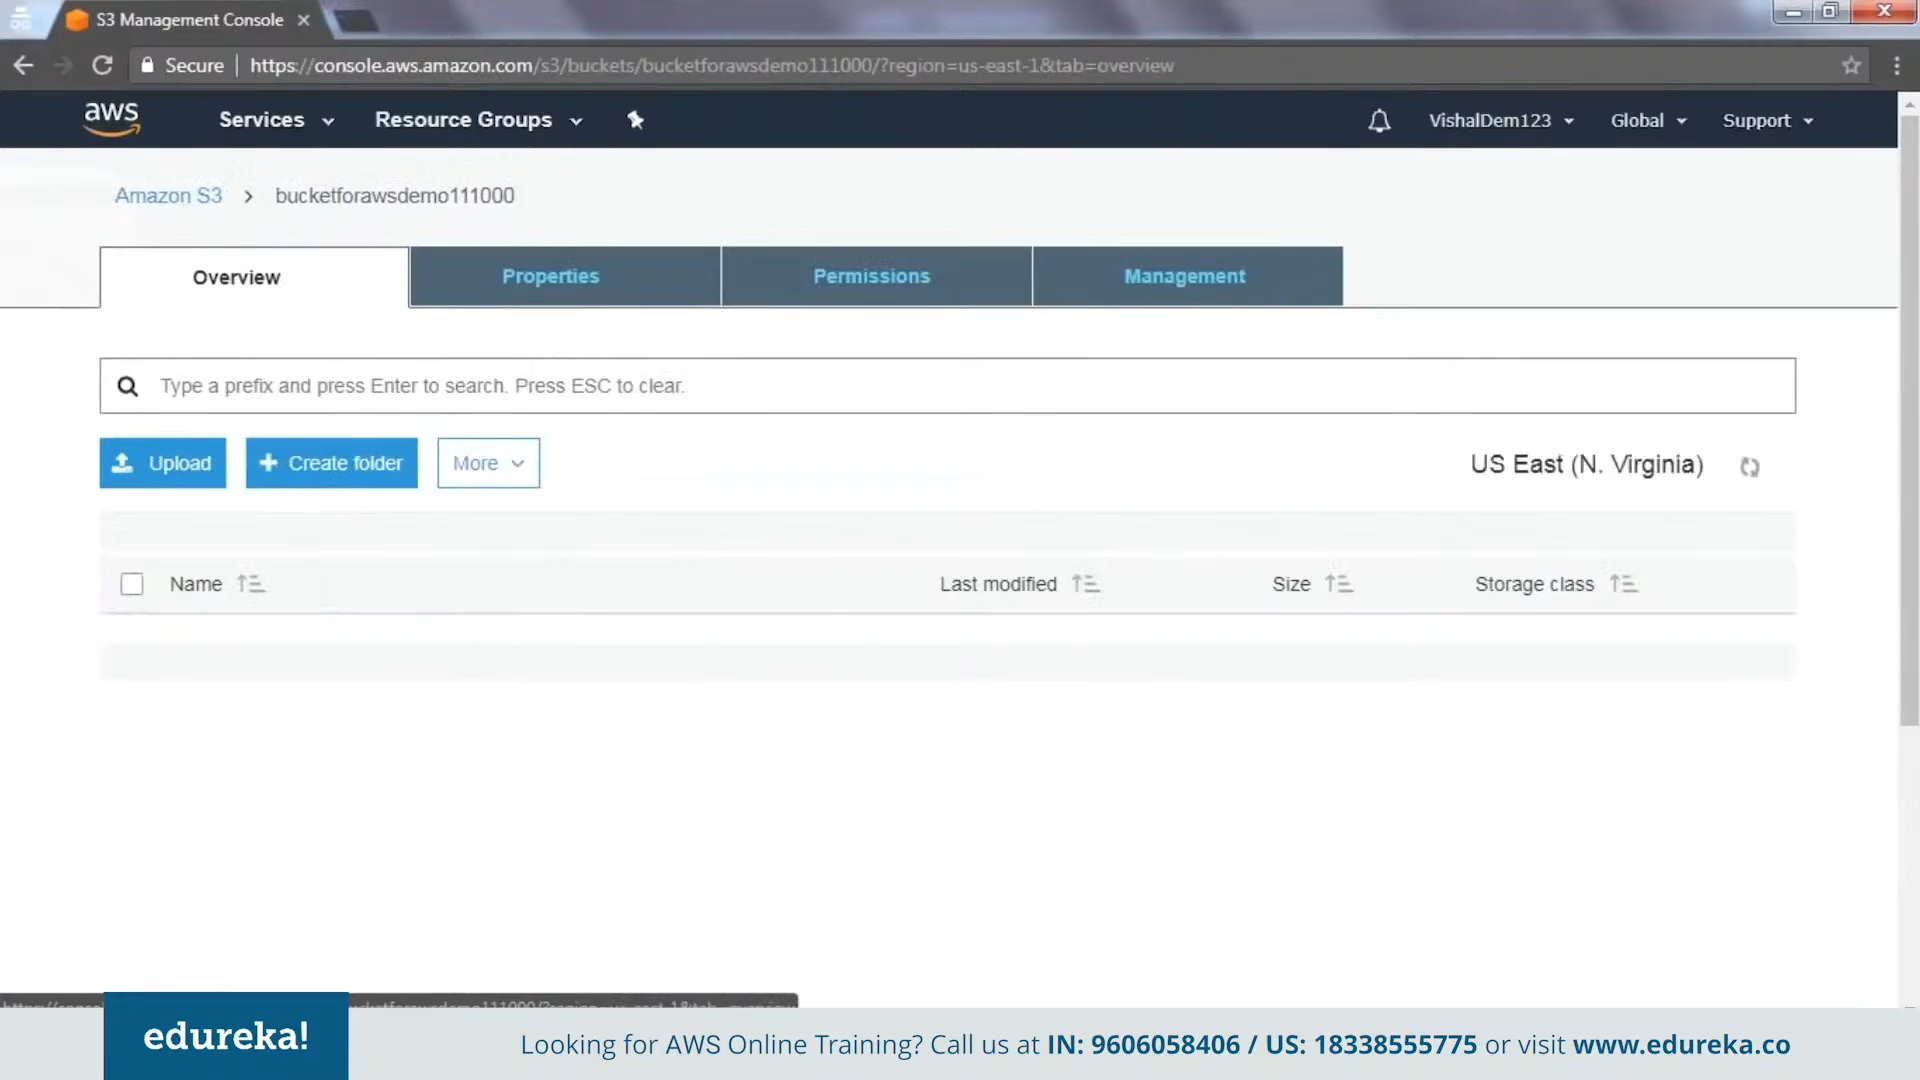 S3 Management Console
Secure https://console.aws.amazon.com/s3/buckets/bucketforawsdemo111000/?region=us-east-1&tab=overview
aws Services Resource Groups VishalDem123 Global Support
Amazon S3 > bucketforawsdemo111000
Overview Properties Permissions Management
Type a prefix and press Enter to search. Press ESC to clear.
Upload + Create folder More US East (N. Virginia)
Name Last modified Size Storage class
edureka! Looking for AWS Online Training? Call us at IN: 9606058406 / US: 18338555775 or visit www.edureka.co